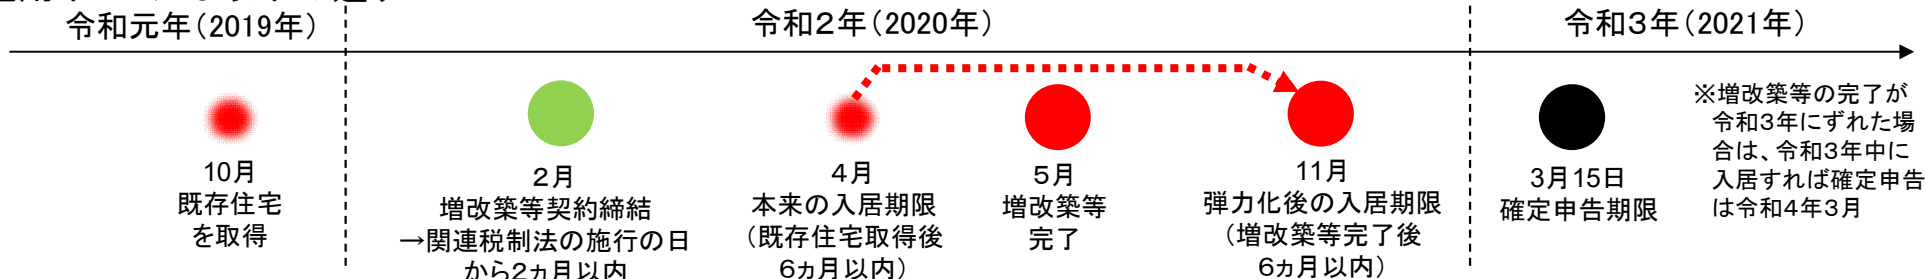 令和元年（2019年）
令和２年（2020年）
令和３年（2021年）
10月
既存住宅
を取得
２月
増改築等契約締結
→関連税制法の施行の日
から２ヵ月以内
４月
本来の入居期限
（既存住宅取得後
６ヵ月以内）
５月
増改築等
完了
11月
弾力化後の入居期限
（増改築等完了後
６ヵ月以内）
３月15日
確定申告期限
※増改築等の完了が
令和３年にずれた場
合は、令和３年中に
入居すれば確定申告
は令和４年３月